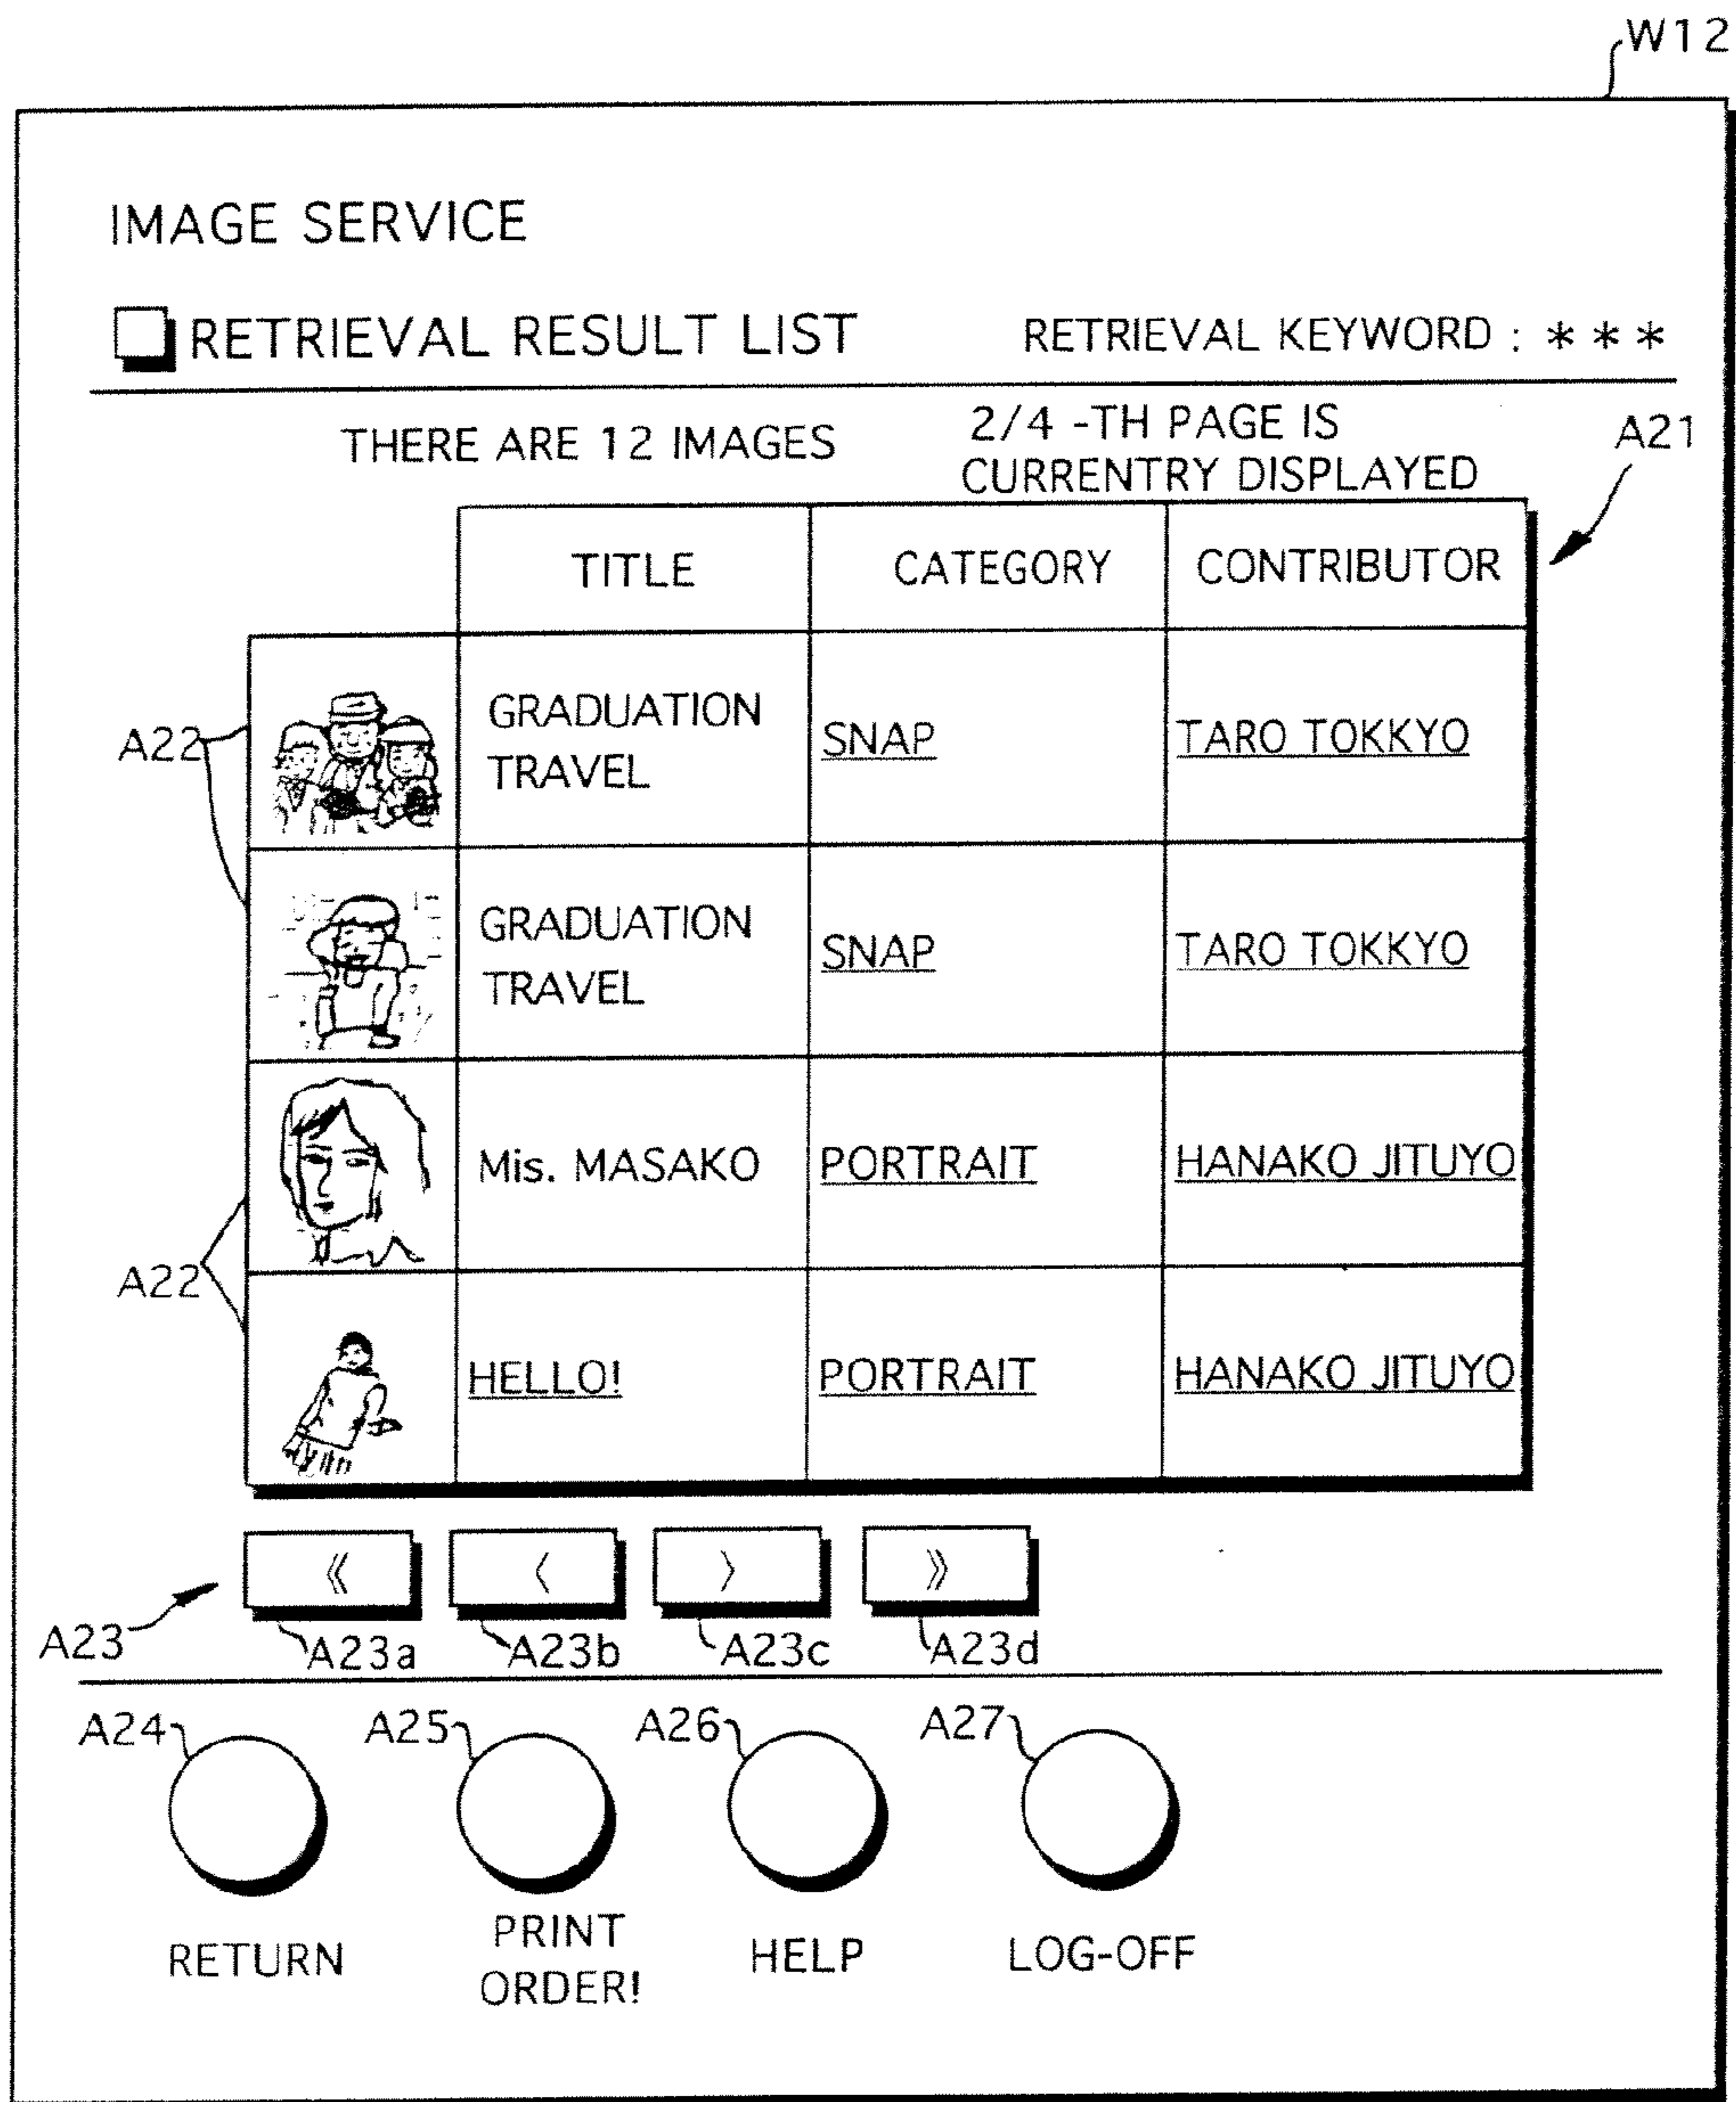 W12
IMAGE SERVICE
RETRIEVAL RESULT LIST RETRIEVAL KEYWORD : * * *
THERE ARE 12 IMAGES
2/4 -TH PAGE IS
CURRENTRY DISPLAYED
A21
TITLE CATEGORY CONTRIBUTOR
A22
GRADUATION
TRAVEL
SNAP
TARO TOKKYO
GRADUATION
TRAVEL
SNAP
TARO TOKKYO
Mis. MASAKO PORTRAIT HANAKO JITUYO
A22
HELLO! PORTRAIT HANAKO JITUYO
« < > »
A23 A23a A23b A23c A23d
A24 A25 A26 A27
RETURN
PRINT
ORDER!
HELP
LOG-OFF